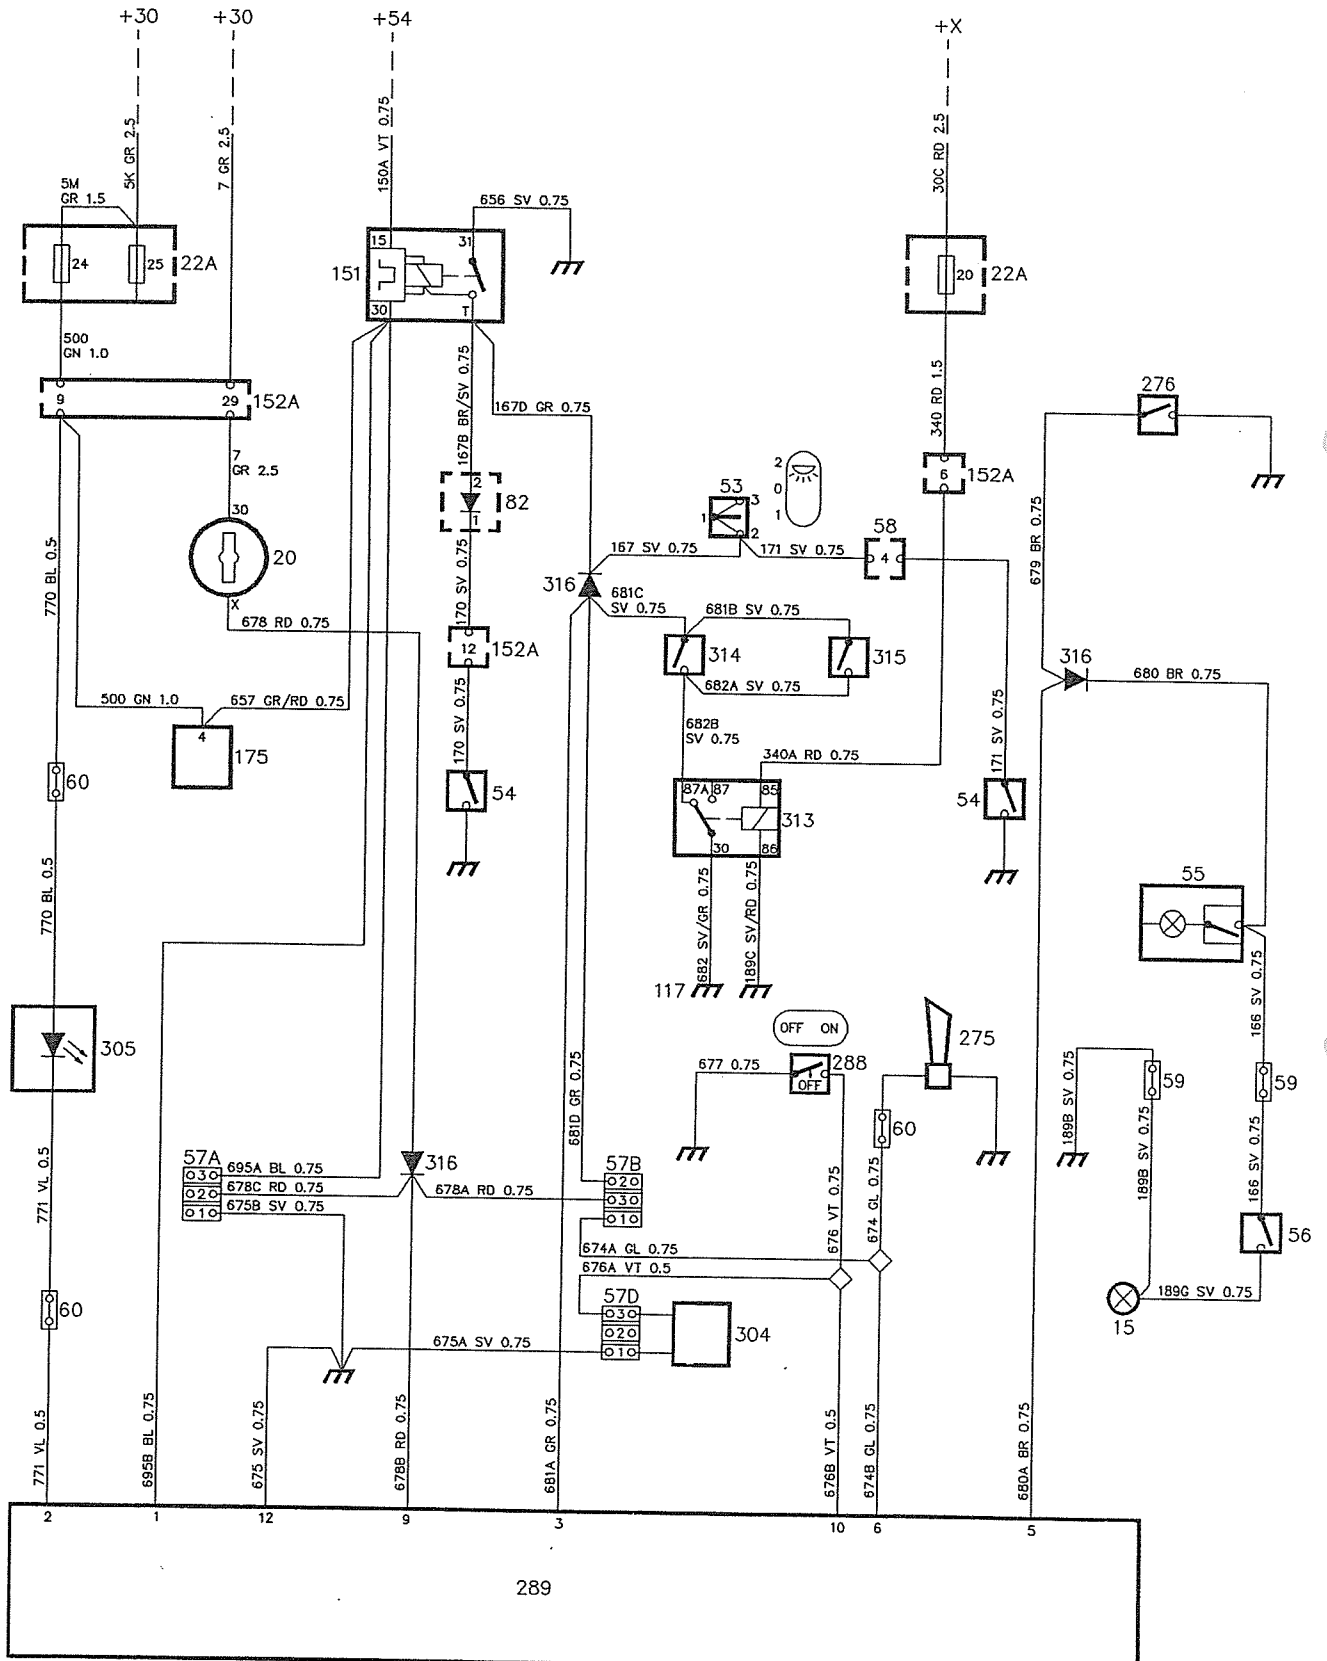 +30
+30
+54
+X
5M
GR 1.5
5K GR 2.5
7 GR 2.5
150A VT 0.75
656 SV 0.75
30C RD 2.5
24
25
22A
151
15
31
30
T
20
22A
500
GN 1.0
9
29
152A
7
GR 2.5
167B BR/SV 0.75
167D GR 0.75
340 RD 1.5
276
30
20
X
2
82
1
2
0
1
53
3
1
2
6
152A
58
4
770 BL 0.5
678 RD 0.75
170 SV 0.75
167 SV 0.75
171 SV 0.75
679 BR 0.75
316
681C
SV 0.75
681B SV 0.75
12
152A
314
315
682A SV 0.75
316
680 BR 0.75
500 GN 1.0
657 GR/RD 0.75
170 SV 0.75
682B
SV 0.75
171 SV 0.75
4
175
340A RD 0.75
60
54
87A
87
85
313
30
86
54
770 BL 0.5
682 SV/GR 0.75
189C SV/RD 0.75
55
117
166 SV 0.75
OFF ON
275
305
681D GR 0.75
677 0.75
288
OFF
60
189B SV 0.75
59
59
771 VL 0.5
57A
3
695A BL 0.75
2
678C RD 0.75
1
675B SV 0.75
316
678A RD 0.75
57B
2
3
1
676 VT 0.75
674 GL 0.75
189B SV 0.75
166 SV 0.75
56
674A GL 0.75
676A VT 0.5
60
57D
3
2
1
304
675A SV 0.75
189G SV 0.75
15
771 VL 0.5
695B BL 0.75
675 SV 0.75
678B RD 0.75
681A GR 0.75
676B VT 0.5
674B GL 0.75
680A BR 0.75
2
1
12
9
3
10
6
5
289